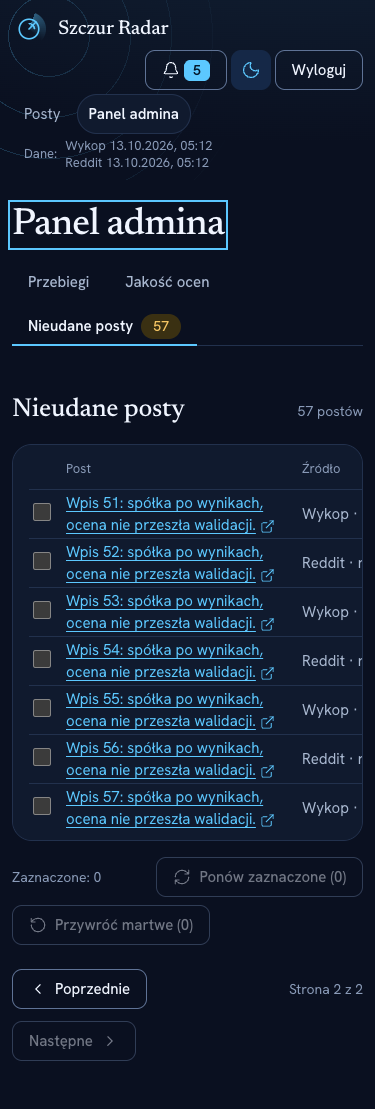 Szczur Radar
5
Wyloguj
Posty
Panel admina
Dane:
Wykop 13.10.2026, 05:12
Reddit 13.10.2026, 05:12
Panel admina
Przebiegi
Jakość ocen
Nieudane posty
57
Nieudane posty
57 postów
Post
Źródło
Wpis 51: spółka po wynikach,
ocena nie przeszła walidacji.
Wykop ·
Wpis 52: spółka po wynikach,
ocena nie przeszła walidacji.
Reddit ·
Wpis 53: spółka po wynikach,
ocena nie przeszła walidacji.
Wykop ·
Wpis 54: spółka po wynikach,
ocena nie przeszła walidacji.
Reddit ·
Wpis 55: spółka po wynikach,
ocena nie przeszła walidacji.
Wykop ·
Wpis 56: spółka po wynikach,
ocena nie przeszła walidacji.
Reddit ·
Wpis 57: spółka po wynikach,
ocena nie przeszła walidacji.
Wykop ·
Zaznaczone: 0
Ponów zaznaczone (0)
Przywróć martwe (0)
Poprzednie
Strona 2 z 2
Następne